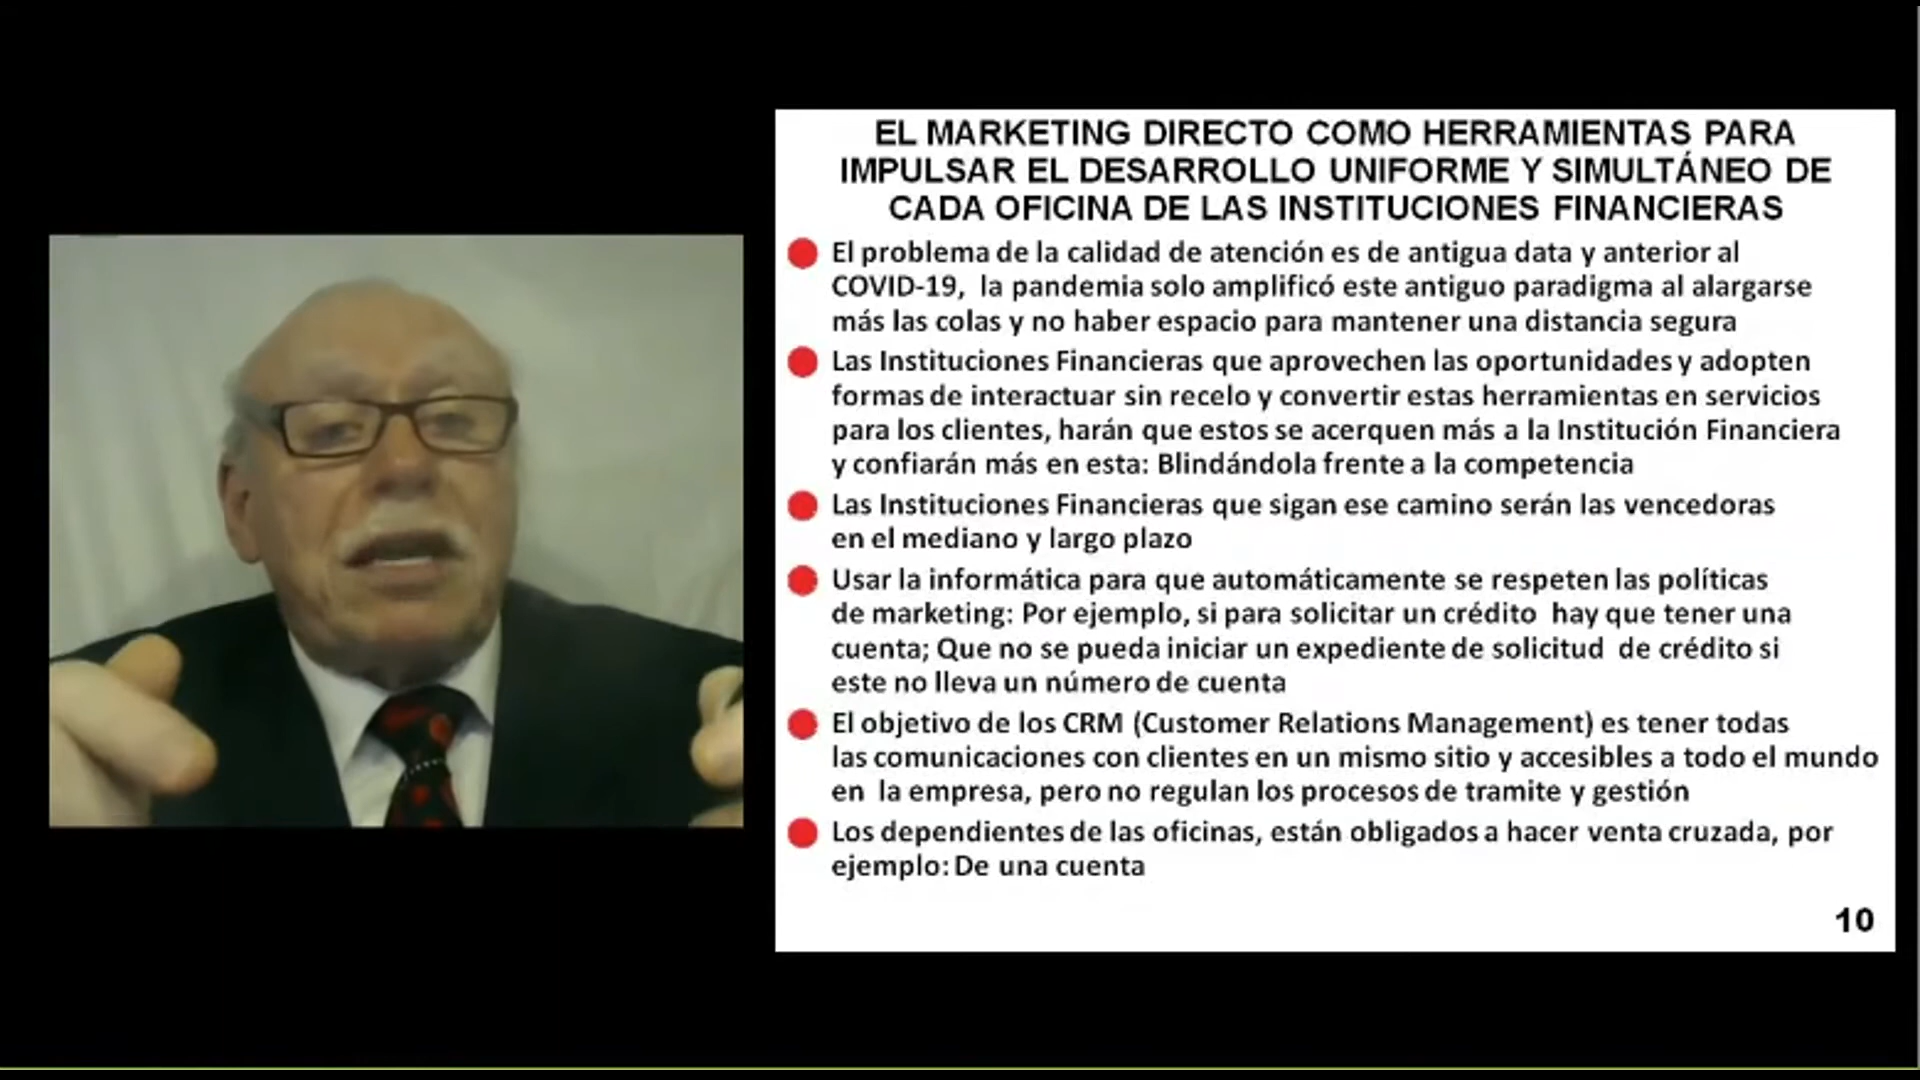 EL MARKETING DIRECTO COMO HERRAMIENTAS PARA
IMPULSAR EL DESARROLLO UNIFORME Y SIMULTÁNEO DE
CADA OFICINA DE LAS INSTITUCIONES FINANCIERAS
El problema de la calidad de atención es de antigua data y anterior al
COVID-19, la pandemia solo amplificó este antiguo paradigma al alargarse
más las colas y no haber espacio para mantener una distancia segura
Las Instituciones Financieras que aprovechen las oportunidades y adopten
formas de interactuar sin recelo y convertir estas herramientas en servicios
para los clientes, harán que estos se acerquen más a la Institución Financiera
y confiarán más en esta: Blindándola frente a la competencia
Las Instituciones Financieras que sigan ese camino serán las vencedoras
en el mediano y largo plazo
Usar la informática para que automáticamente se respeten las políticas
de marketing: Por ejemplo, si para solicitar un crédito hay que tener una
cuenta; Que no se pueda iniciar un expediente de solicitud de crédito si
este no lleva un número de cuenta
El objetivo de los CRM (Customer Relations Management) es tener todas
las comunicaciones con clientes en un mismo sitio y accesibles a todo el mundo
en la empresa, pero no regulan los procesos de tramite y gestión
Los dependientes de las oficinas, están obligados a hacer venta cruzada, por
ejemplo: De una cuenta
10